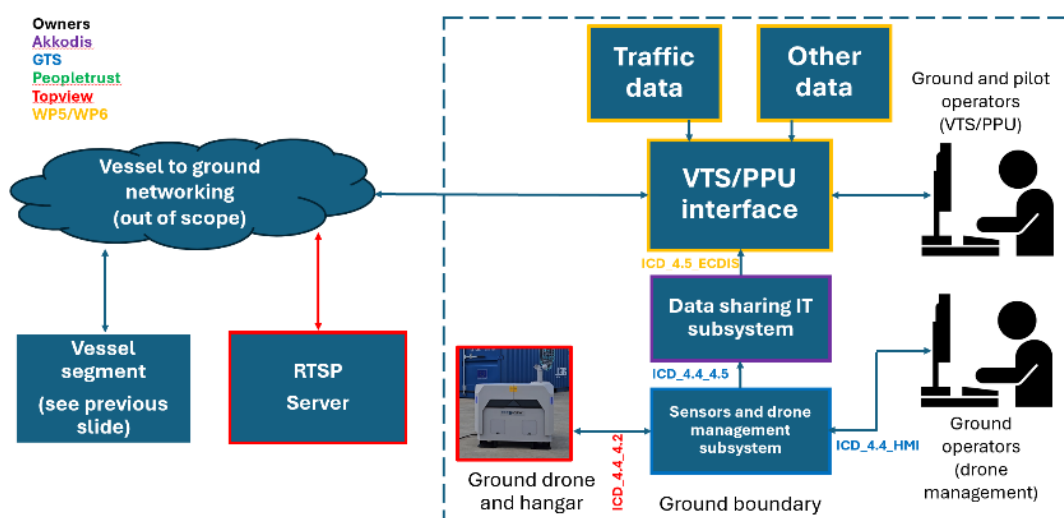 Owners
Akkodis
GTS
Peopletrust
Topview
WP5/WP6
Traffic
data
Other
data
Ground and pilot
operators
(VTS/PPU)
Vessel to ground
networking
(out of scope)
VTS/PPU
interface
ICD_4.5_ECDIS
Data sharing IT
subsystem
Vessel
segment
(see previous
slide)
RTSP
Server
ICD_4.4_4.5
Sensors and drone
management
subsystem
ICD_4.4_HMI
ICD_4.4_4.2
Ground drone
and hangar
Ground boundary
Ground
operators
(drone
management)